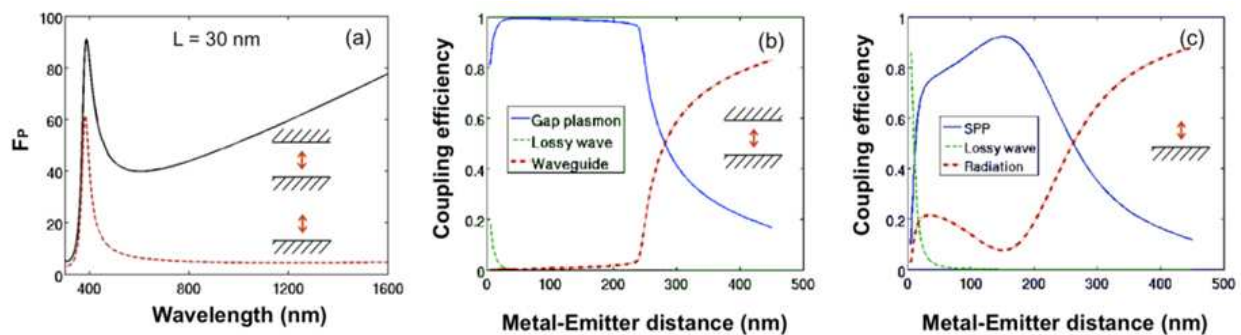 L = 30 nm
(a)
F_P
100
80
60
40
20
0
400
800
1200
1600
Wavelength (nm)
(b)
Coupling efficiency
1
0.8
0.6
0.4
0.2
0
Gap plasmon
Lossy wave
Waveguide
0
100
200
300
400
500
Metal-Emitter distance (nm)
(c)
Coupling efficiency
1
0.8
0.6
0.4
0.2
0
SPP
Lossy wave
Radiation
0
100
200
300
400
500
Metal-Emitter distance (nm)